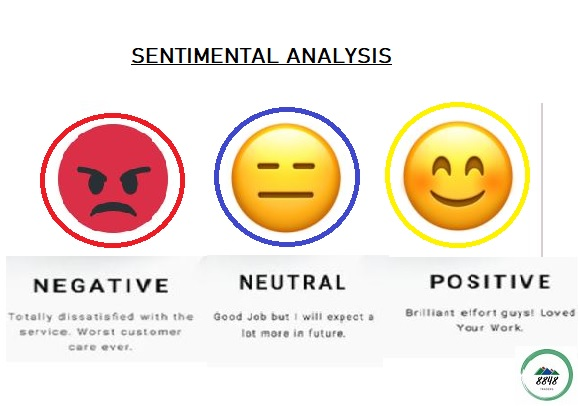 SENTIMENTAL ANALYSIS
NEGATIVE
Totally dissatisfied with the
service. Worst customer
care ever.
NEUTRAL
Good Job but I will expect a
lot more in future.
POSITIVE
Brilliant effort guys! Loved
Your Work.
8848